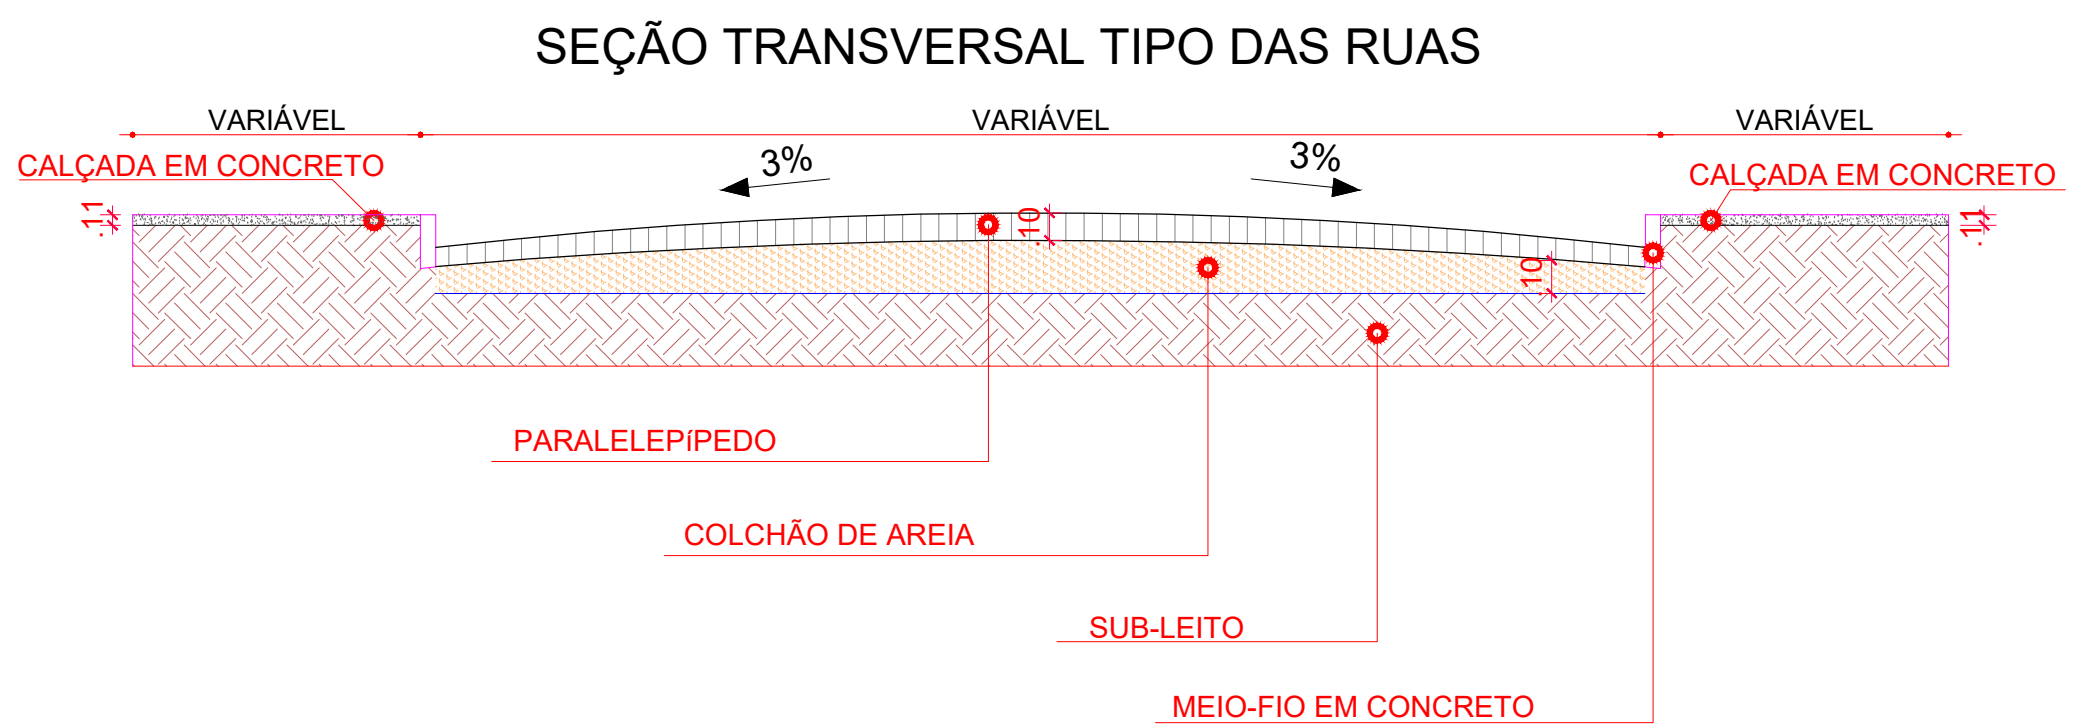 SEÇÃO TRANSVERSAL TIPO DAS RUAS
VARIÁVEL
VARIÁVEL
VARIÁVEL
CALÇADA EM CONCRETO
3%
3%
CALÇADA EM CONCRETO
.11
.10
.11
.10
PARALELEPíPEDO
COLCHÃO DE AREIA
SUB-LEITO
MEIO-FIO EM CONCRETO